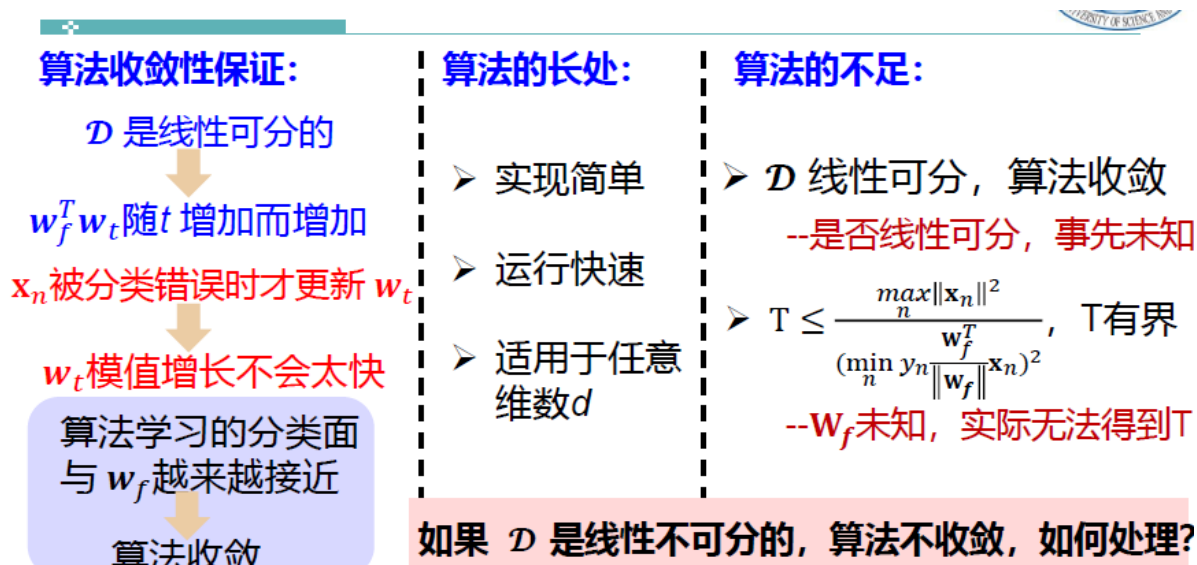 UNIVERSITY OF SCIENCE AND
算法收敛性保证：
𝒟 是线性可分的
w_f^T w_t随t 增加而增加
x_n被分类错误时才更新 w_t
w_t模值增长不会太快
算法学习的分类面
与 w_f越来越接近
算法收敛
算法的长处：
➢ 实现简单
➢ 运行快速
➢ 适用于任意
维数d
算法的不足：
➢ 𝒟 线性可分，算法收敛
--是否线性可分，事先未知
➢ T ≤ max_n‖x_n‖² / (min_n y_n (w_f^T / ‖w_f‖) x_n)²，T有界
--W_f未知，实际无法得到T
如果 𝒟 是线性不可分的，算法不收敛，如何处理?